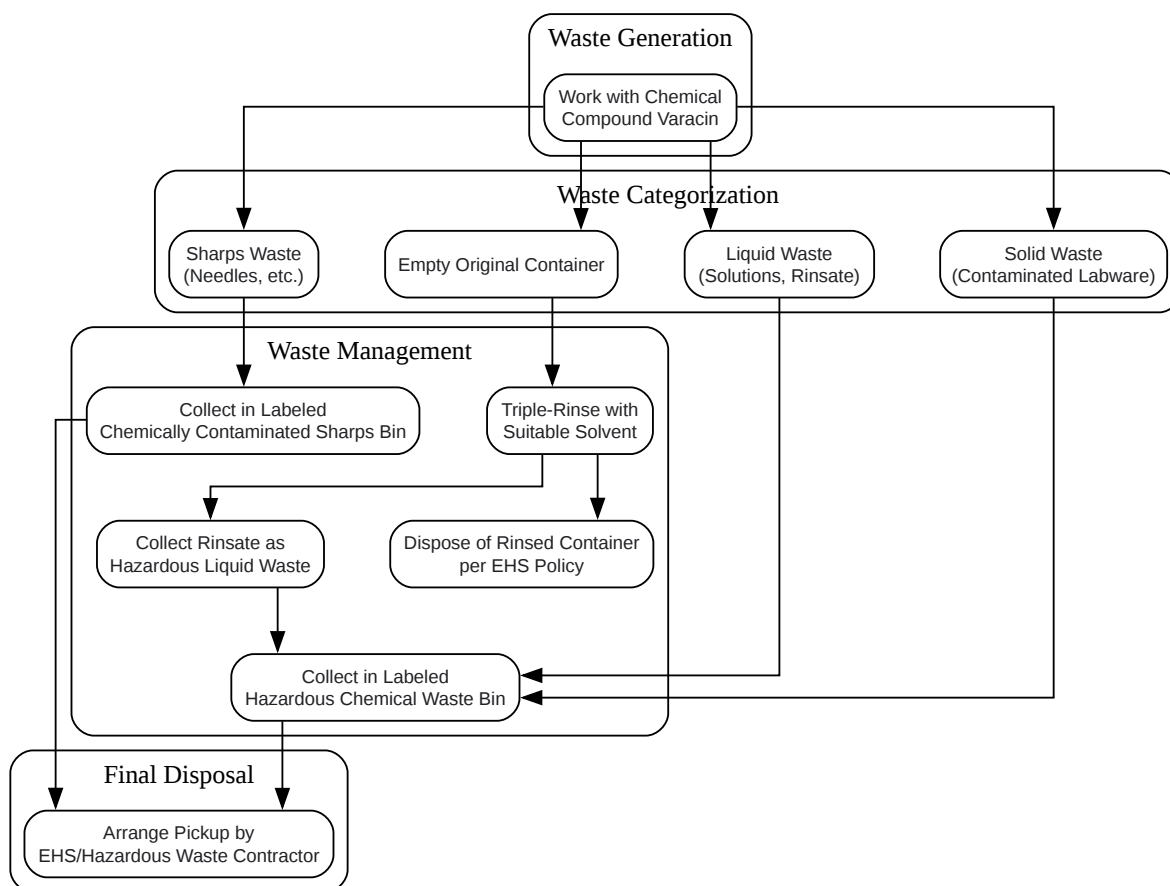 Waste Generation
Work with Chemical
Compound Varacin
Waste Categorization
Sharps Waste
(Needles, etc.)
Empty Original Container
Liquid Waste
(Solutions, Rinsate)
Solid Waste
(Contaminated Labware)
Waste Management
Collect in Labeled
Chemically Contaminated Sharps Bin
Triple-Rinse with
Suitable Solvent
Collect Rinsate as
Hazardous Liquid Waste
Dispose of Rinsed Container
per EHS Policy
Collect in Labeled
Hazardous Chemical Waste Bin
Final Disposal
Arrange Pickup by
EHS/Hazardous Waste Contractor